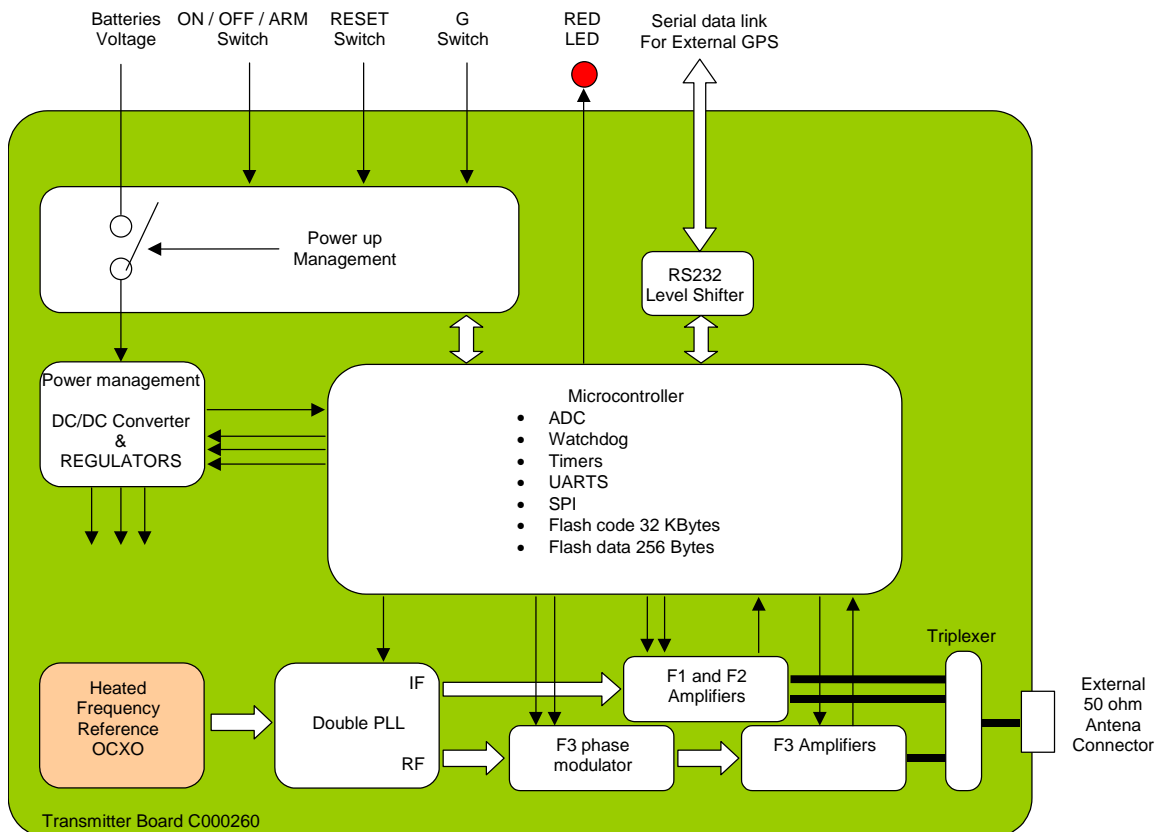 Batteries
Voltage
ON / OFF / ARM
Switch
RESET
Switch
G
Switch
RED
LED
Serial data link
For External GPS
Power up
Management
RS232
Level Shifter
Power management
DC/DC Converter
&
REGULATORS
Microcontroller
• ADC
• Watchdog
• Timers
• UARTS
• SPI
• Flash code 32 KBytes
• Flash data 256 Bytes
Triplexer
Heated
Frequency
Reference
OCXO
IF
Double PLL
RF
F1 and F2
Amplifiers
F3 phase
modulator
F3 Amplifiers
External
50 ohm
Antena
Connector
Transmitter Board C000260